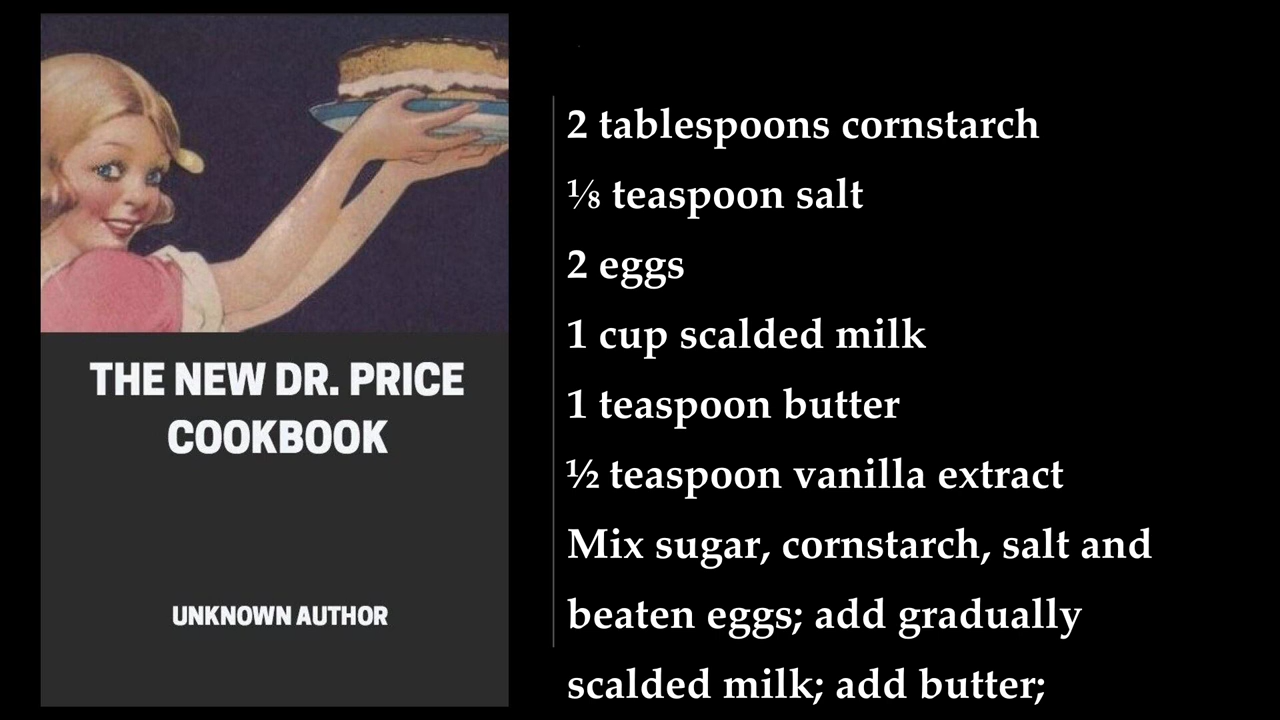 THE NEW DR. PRICE
COOKBOOK
UNKNOWN AUTHOR
2 tablespoons cornstarch
⅛ teaspoon salt
2 eggs
1 cup scalded milk
1 teaspoon butter
½ teaspoon vanilla extract
Mix sugar, cornstarch, salt and
beaten eggs; add gradually
scalded milk; add butter;